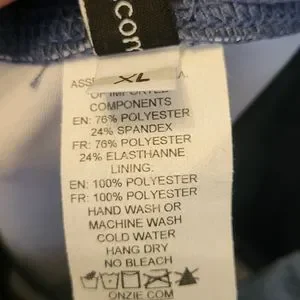 com
XL
ASS
OF IMPORTED
COMPONENTS
EN: 76% POLYESTER
24% SPANDEX
FR: 76% POLYESTER
24% ELASTHANNE
LINING.
EN: 100% POLYESTER
FR: 100% POLYESTER
HAND WASH OR
MACHINE WASH
COLD WATER
HANG DRY
NO BLEACH
ONZIE.COM